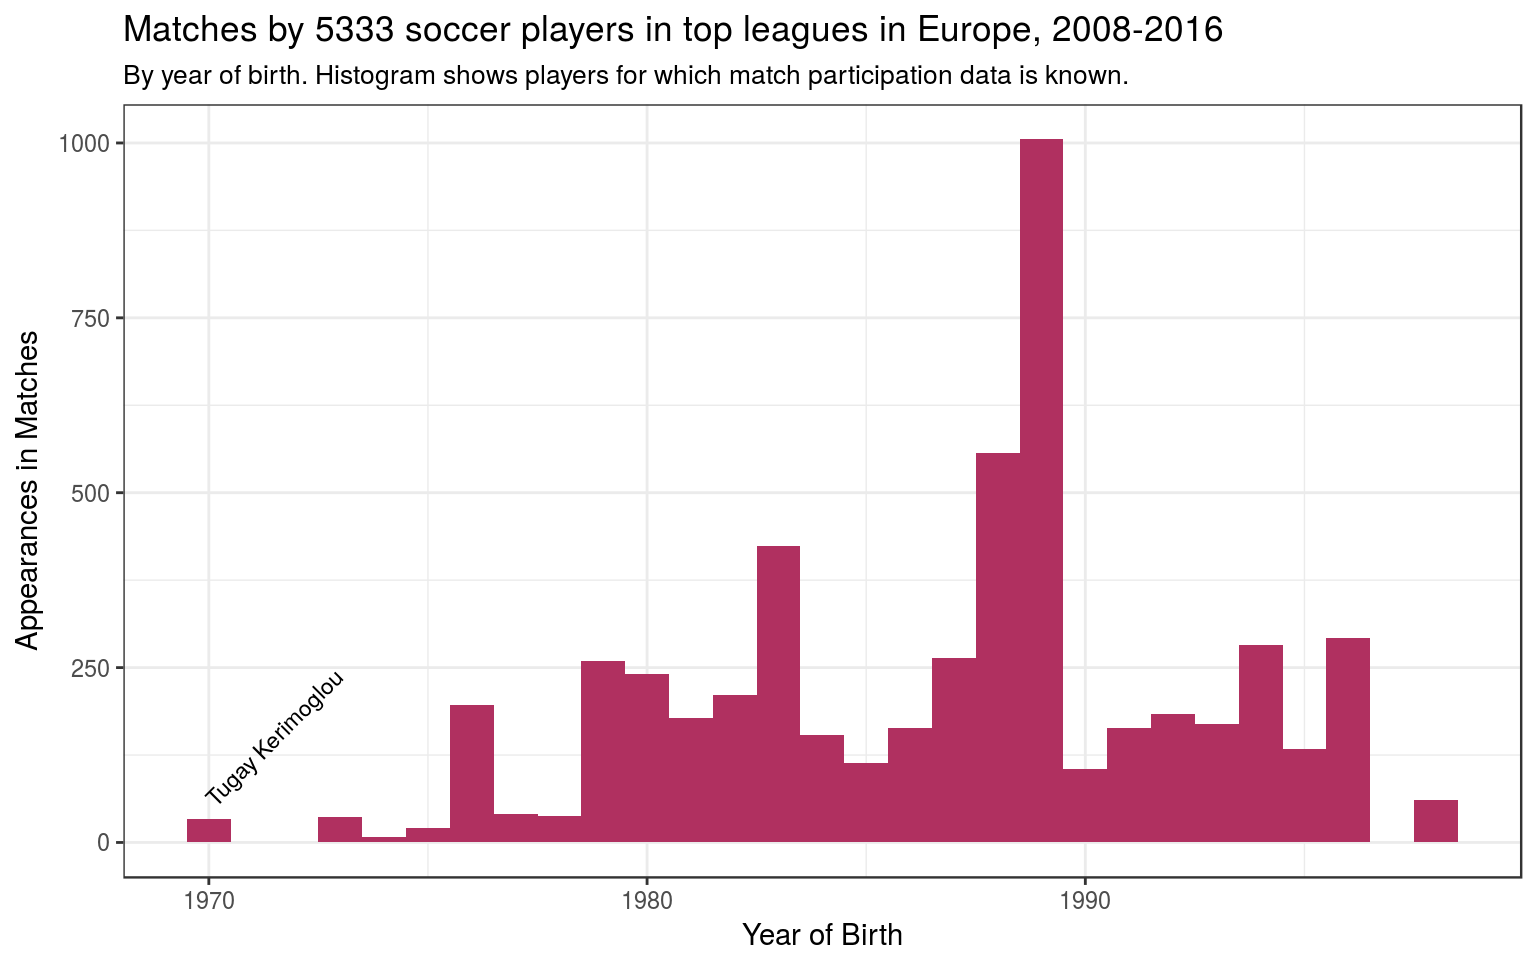 Matches by 5333 soccer players in top leagues in Europe, 2008-2016
By year of birth. Histogram shows players for which match participation data is known.
1000
750
500
250
0
Appearances in Matches
Tugay Kerimoglou
1970
1980
1990
Year of Birth